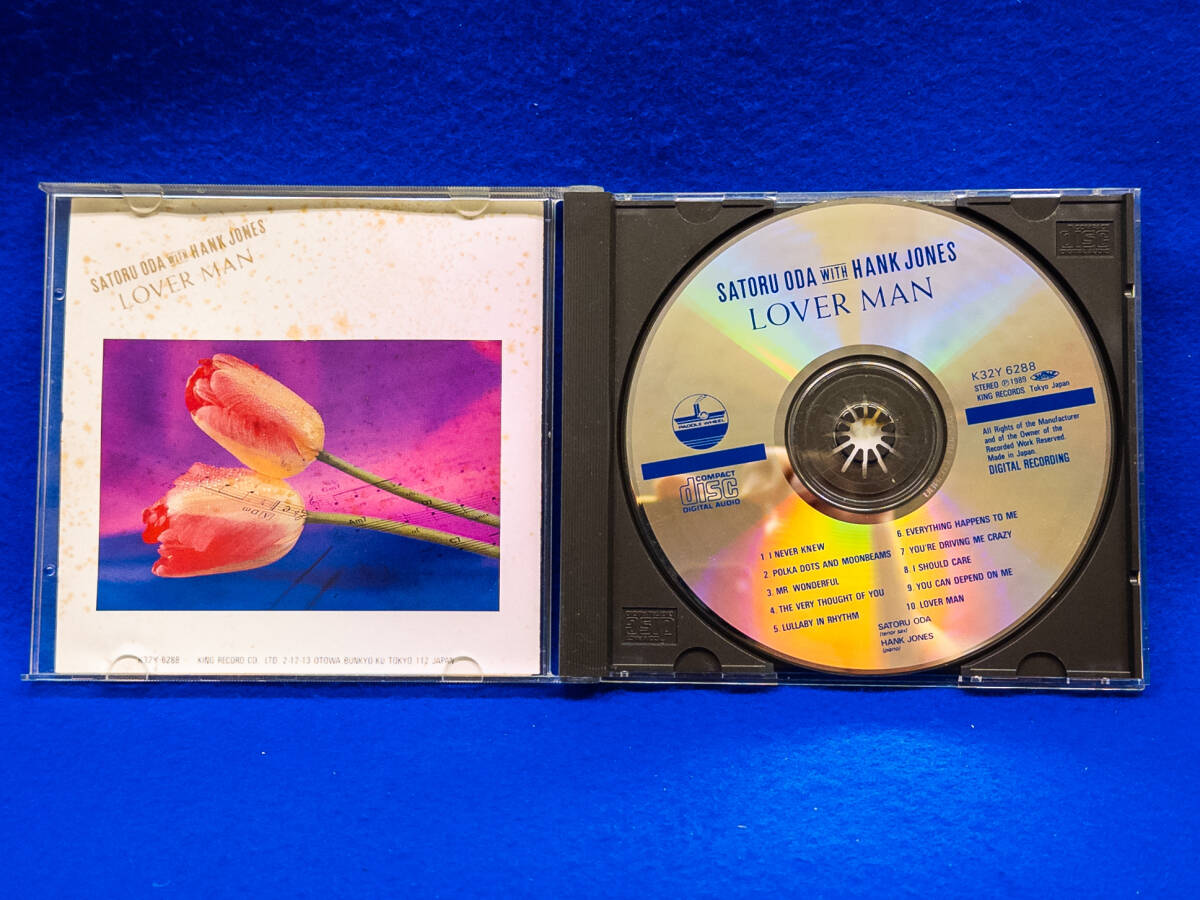 SATORU ODA WITH HANK JONES
LOVER MAN
Am7
K32Y-6288 KING RECORD CO. LTD. 2-12-13 OTOWA BUNKYO-KU TOKYO 112 JAPAN
SATORU ODA WITH HANK JONES
LOVER MAN
PADDLE WHEEL
COMPACT
disc
DIGITAL AUDIO
K32Y 6288
STEREO ℗1989
KING RECORDS Tokyo Japan
All Rights of the Manufacturer
and of the Owner of the
Recorded Work Reserved.
Made in Japan.
DIGITAL RECORDING
1 I NEVER KNEW
2. POLKA DOTS AND MOONBEAMS
3. MR WONDERFUL
4. THE VERY THOUGHT OF YOU
5. LULLABY IN RHYTHM
6. EVERYTHING HAPPENS TO ME
7. YOU'RE DRIVING ME CRAZY
8. I SHOULD CARE
9. YOU CAN DEPEND ON ME
10. LOVER MAN
SATORU ODA
(tenor sax)
HANK JONES
(piano)
disc
disc